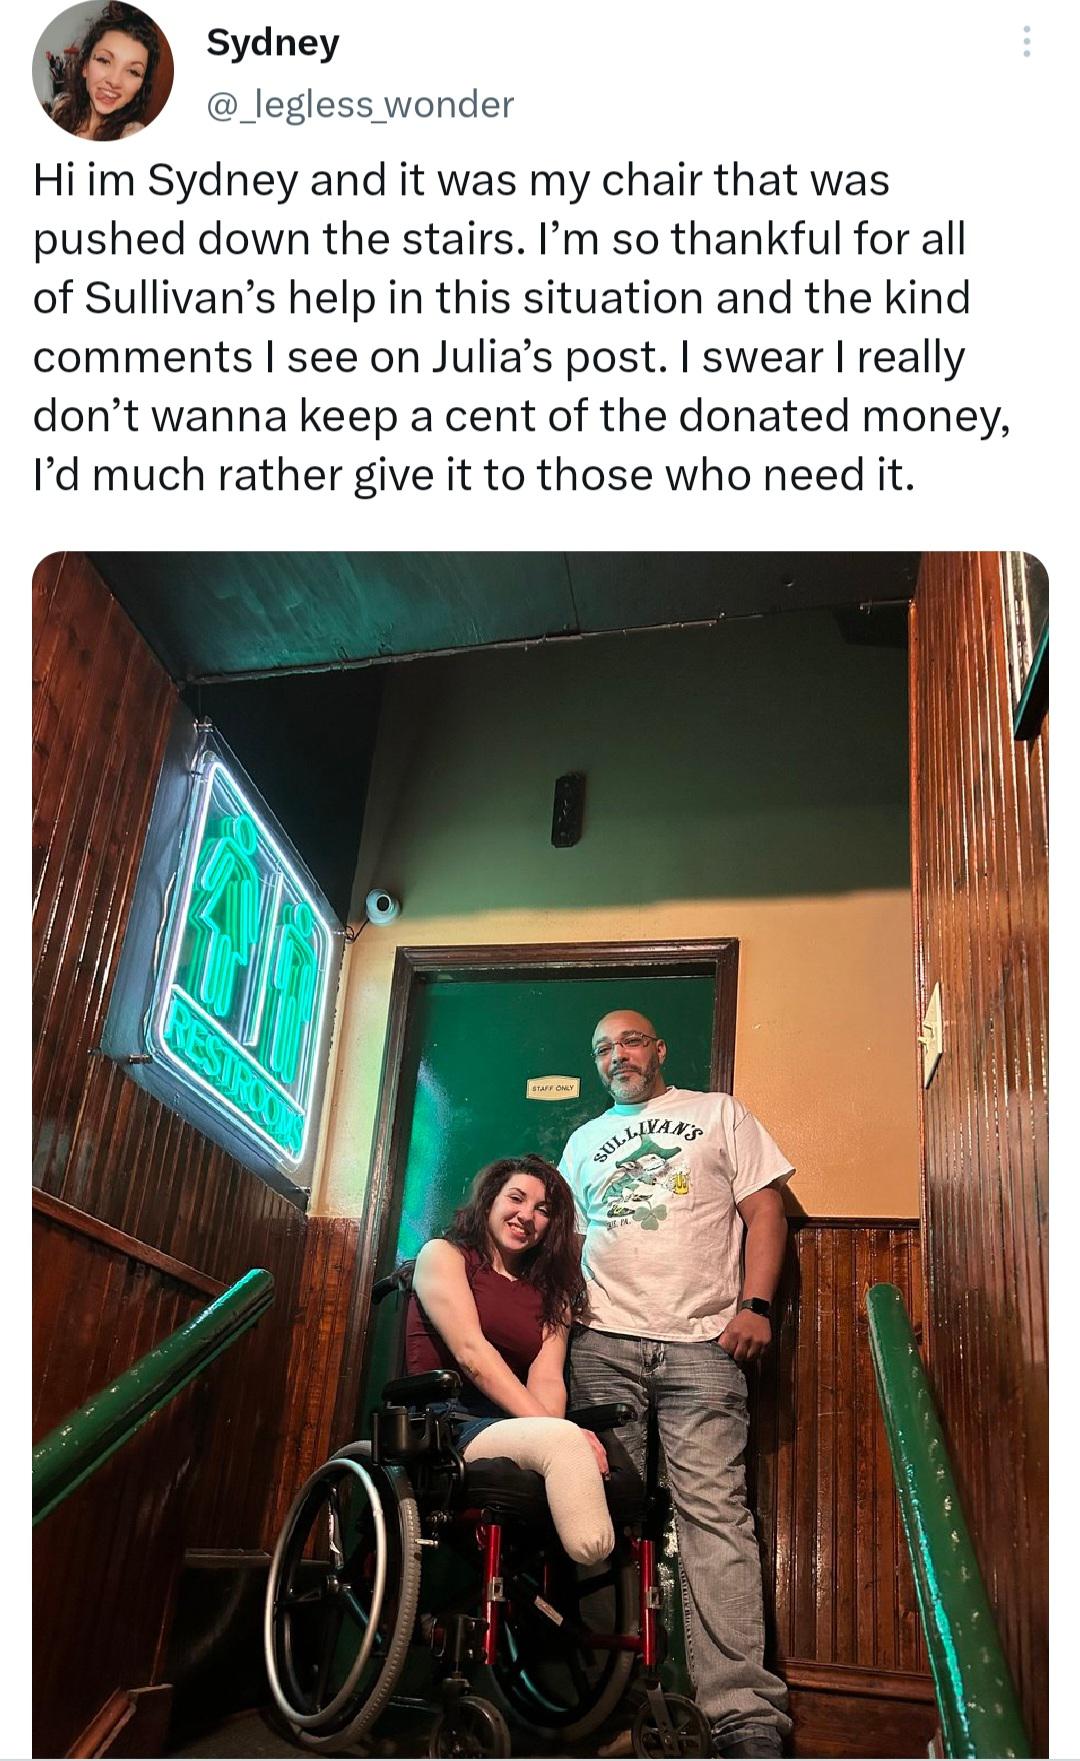 Sydney
@_legless_wonder
Hi im Sydney and it was my chair that was
pushed down the stairs. I’m so thankful for all
of Sullivan’s help in this situation and the kind
comments I see on Julia’s post. I swear I really
don’t wanna keep a cent of the donated money,
I’d much rather give it to those who need it.
RESTROOMS
STAFF ONLY
SULLIVAN'S